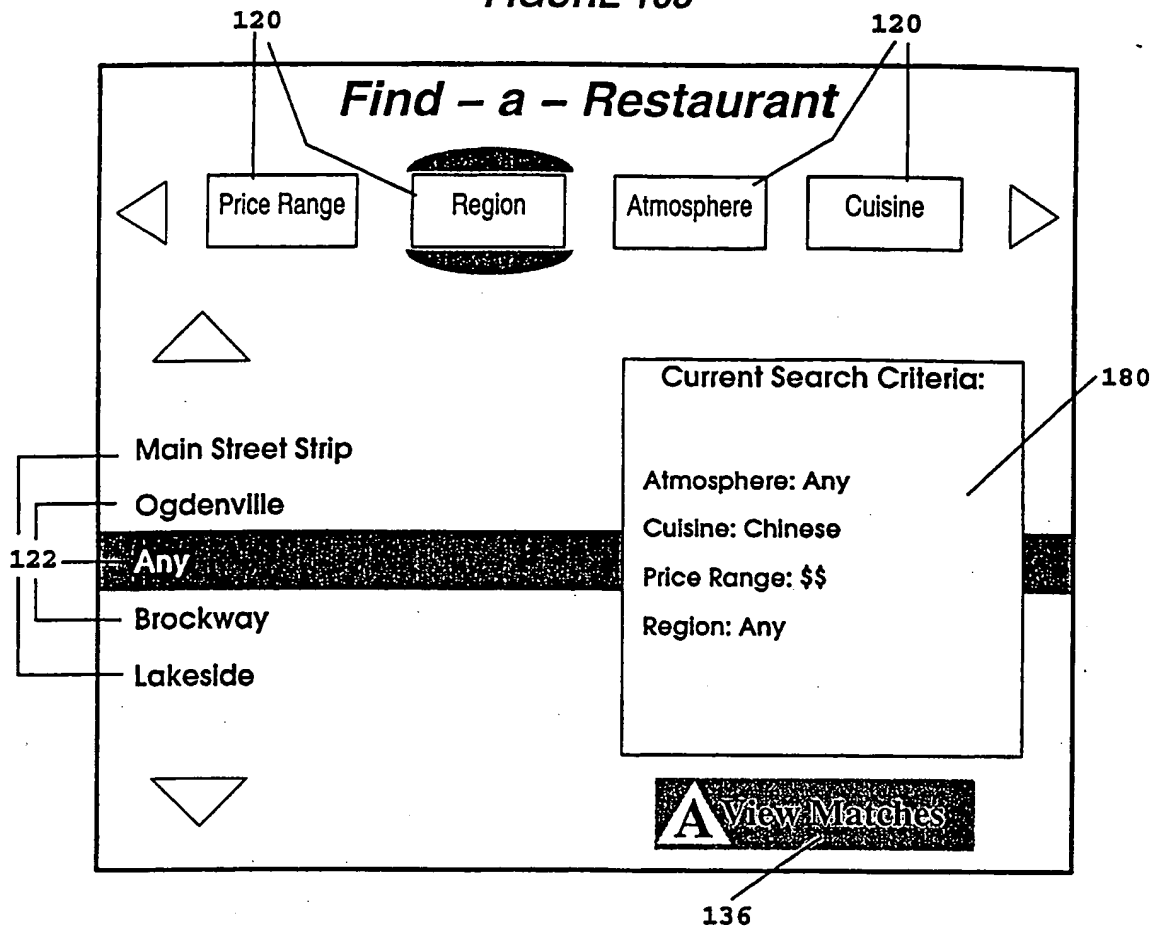 120 120
Find – a – Restaurant
Price Range Region Atmosphere Cuisine
Current Search Criteria:
180
Main Street Strip
Atmosphere: Any
Ogdenville
Cuisine: Chinese
122
Any
Price Range: $$
Brockway
Region: Any
Lakeside
A View Matches
136